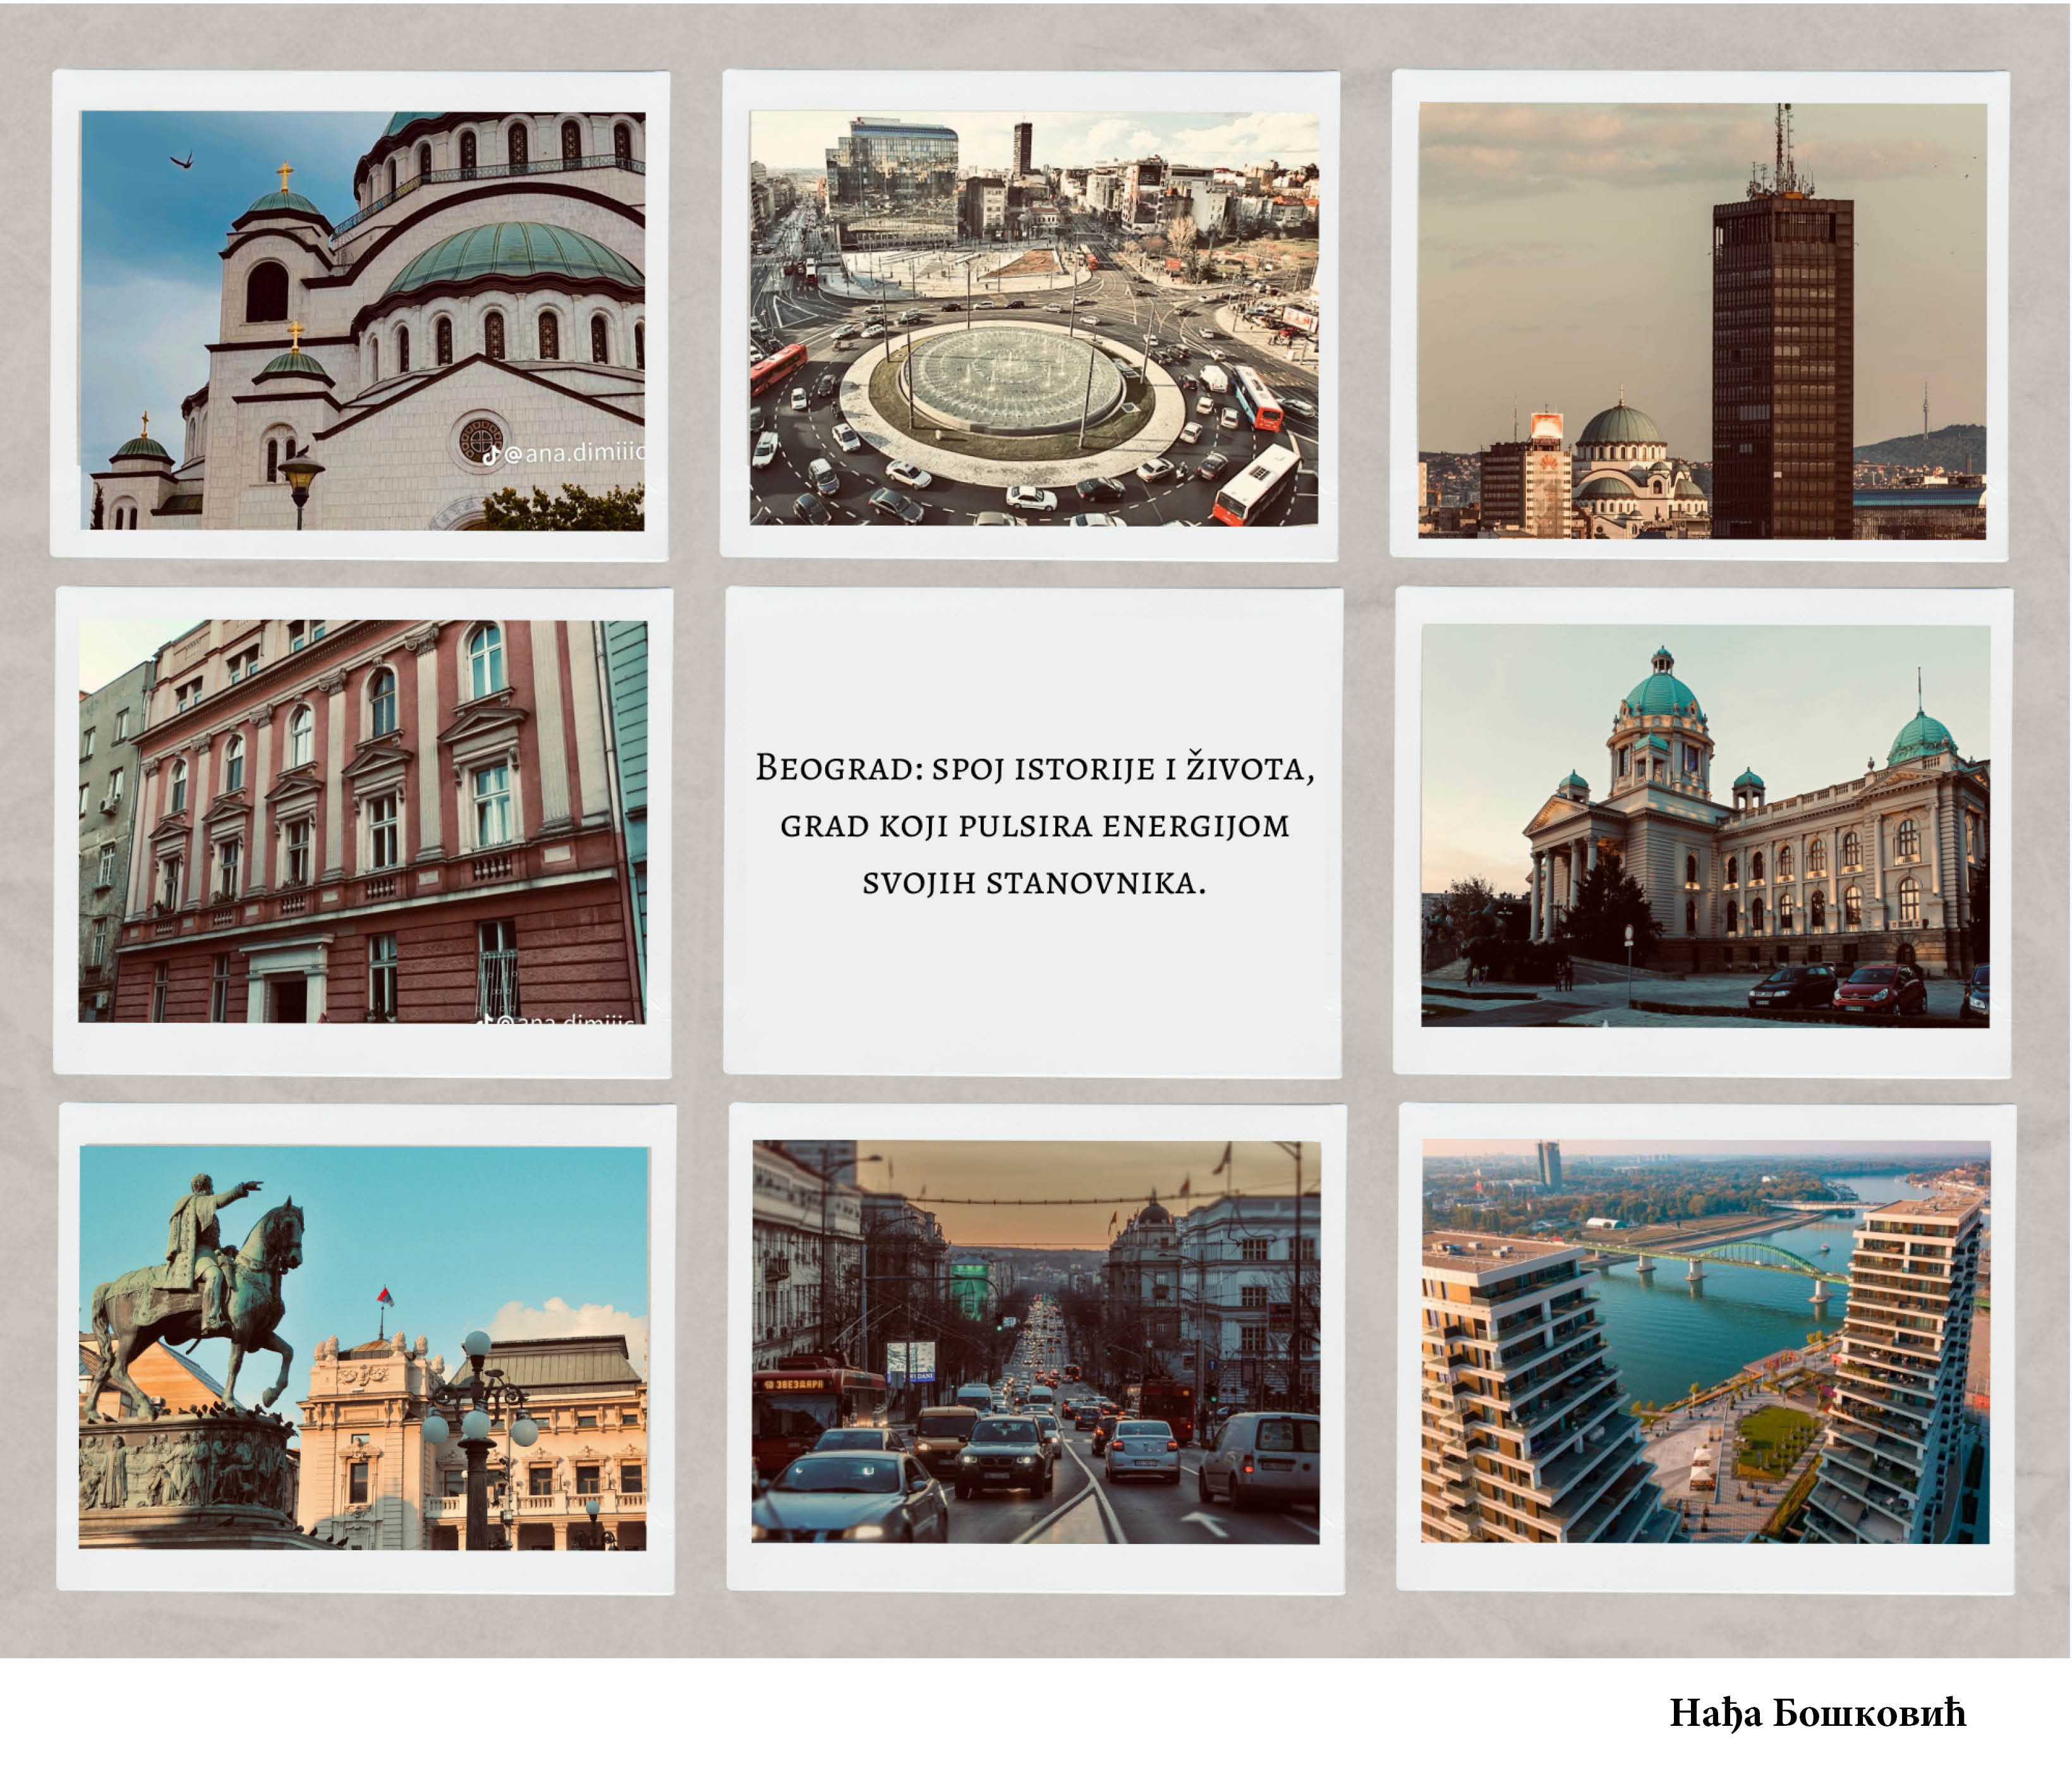 @ana.dimiiic
BEOGRAD: SPOJ ISTORIJE I ŽIVOTA,
GRAD KOJI PULSIRA ENERGIJOM
SVOJIH STANOVNIKA.
@ana.dimiiic
ЗВЕЗДАРА
Нађа Бошковић